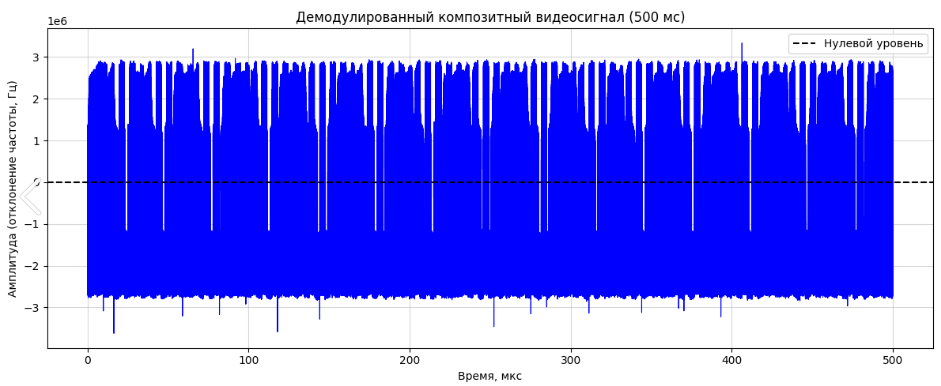 Демодулированный композитный видеосигнал (500 мс)
1e6
Нулевой уровень
3
2
1
0
−1
−2
−3
Амплитуда (отклонение частоты, Гц)
0 100 200 300 400 500
Время, мкс